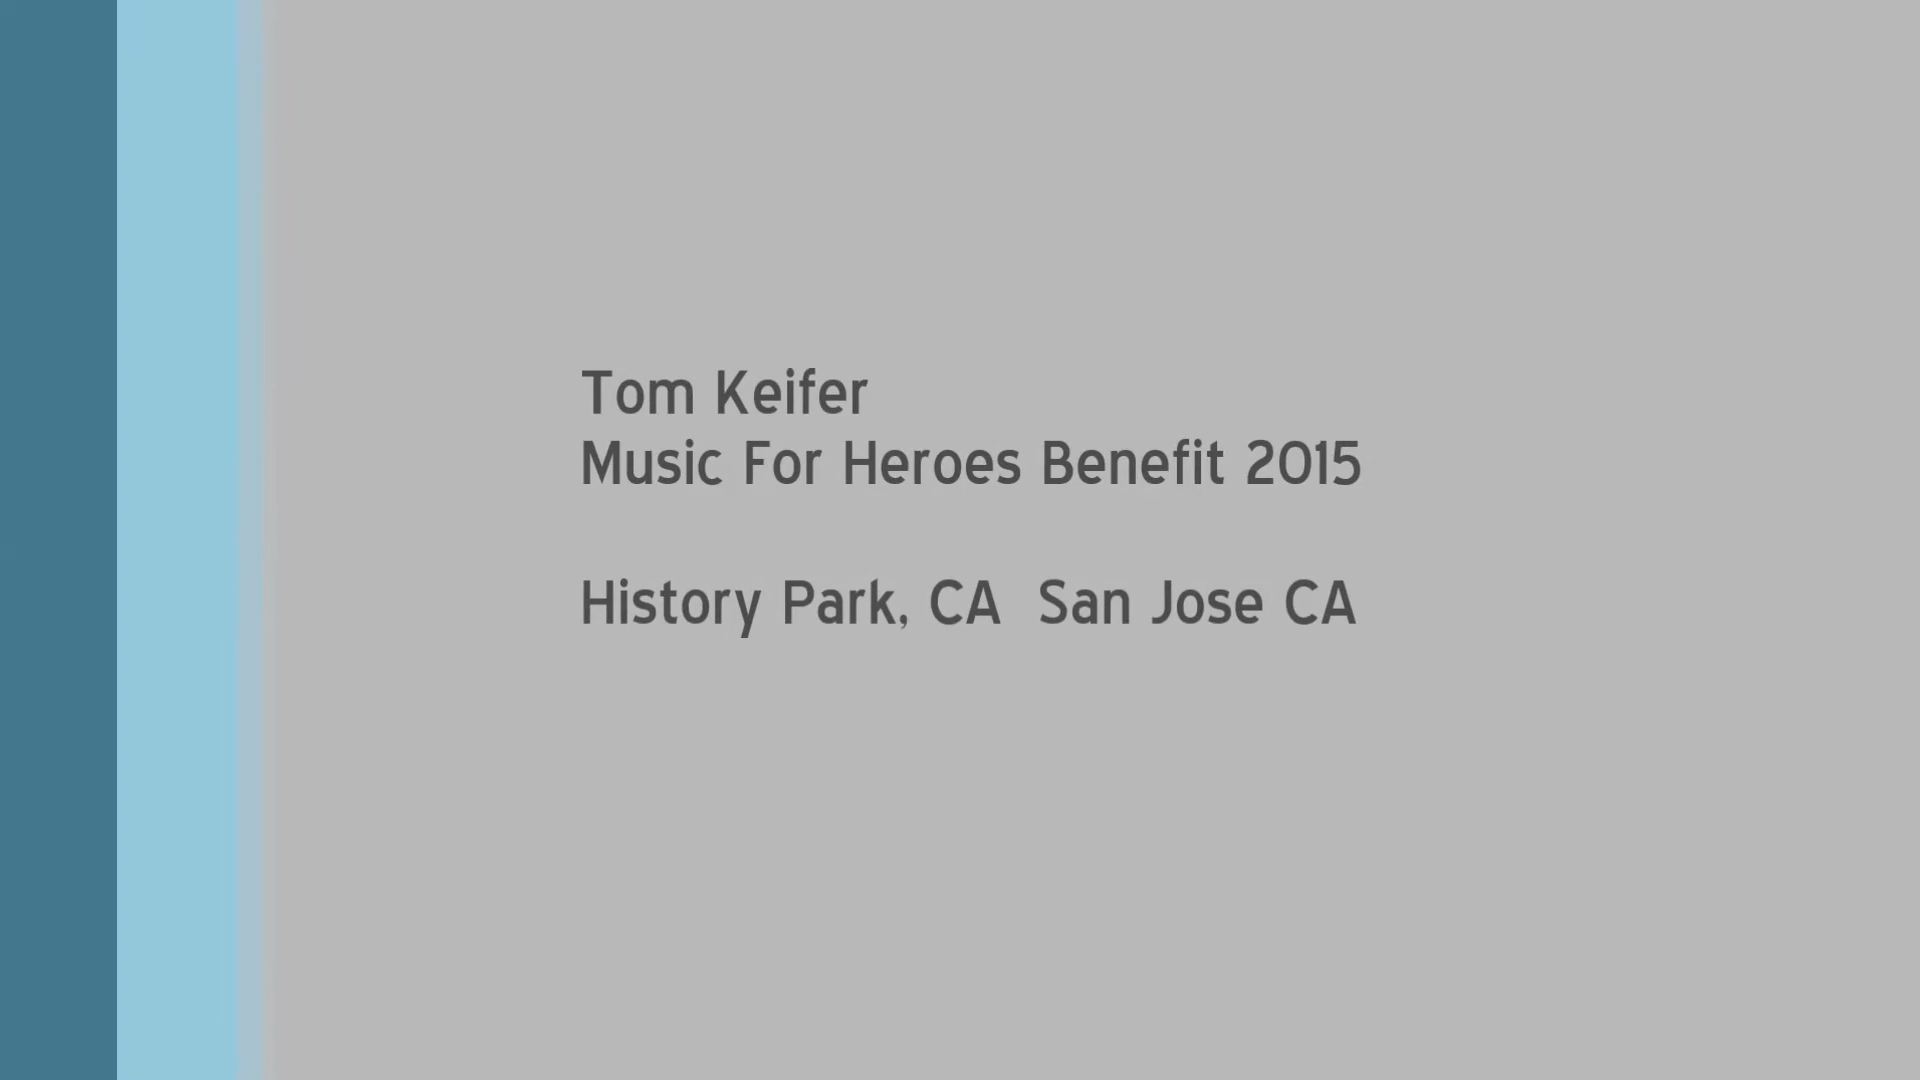 Tom Keifer
Music For Heroes Benefit 2015
History Park, CA  San Jose CA